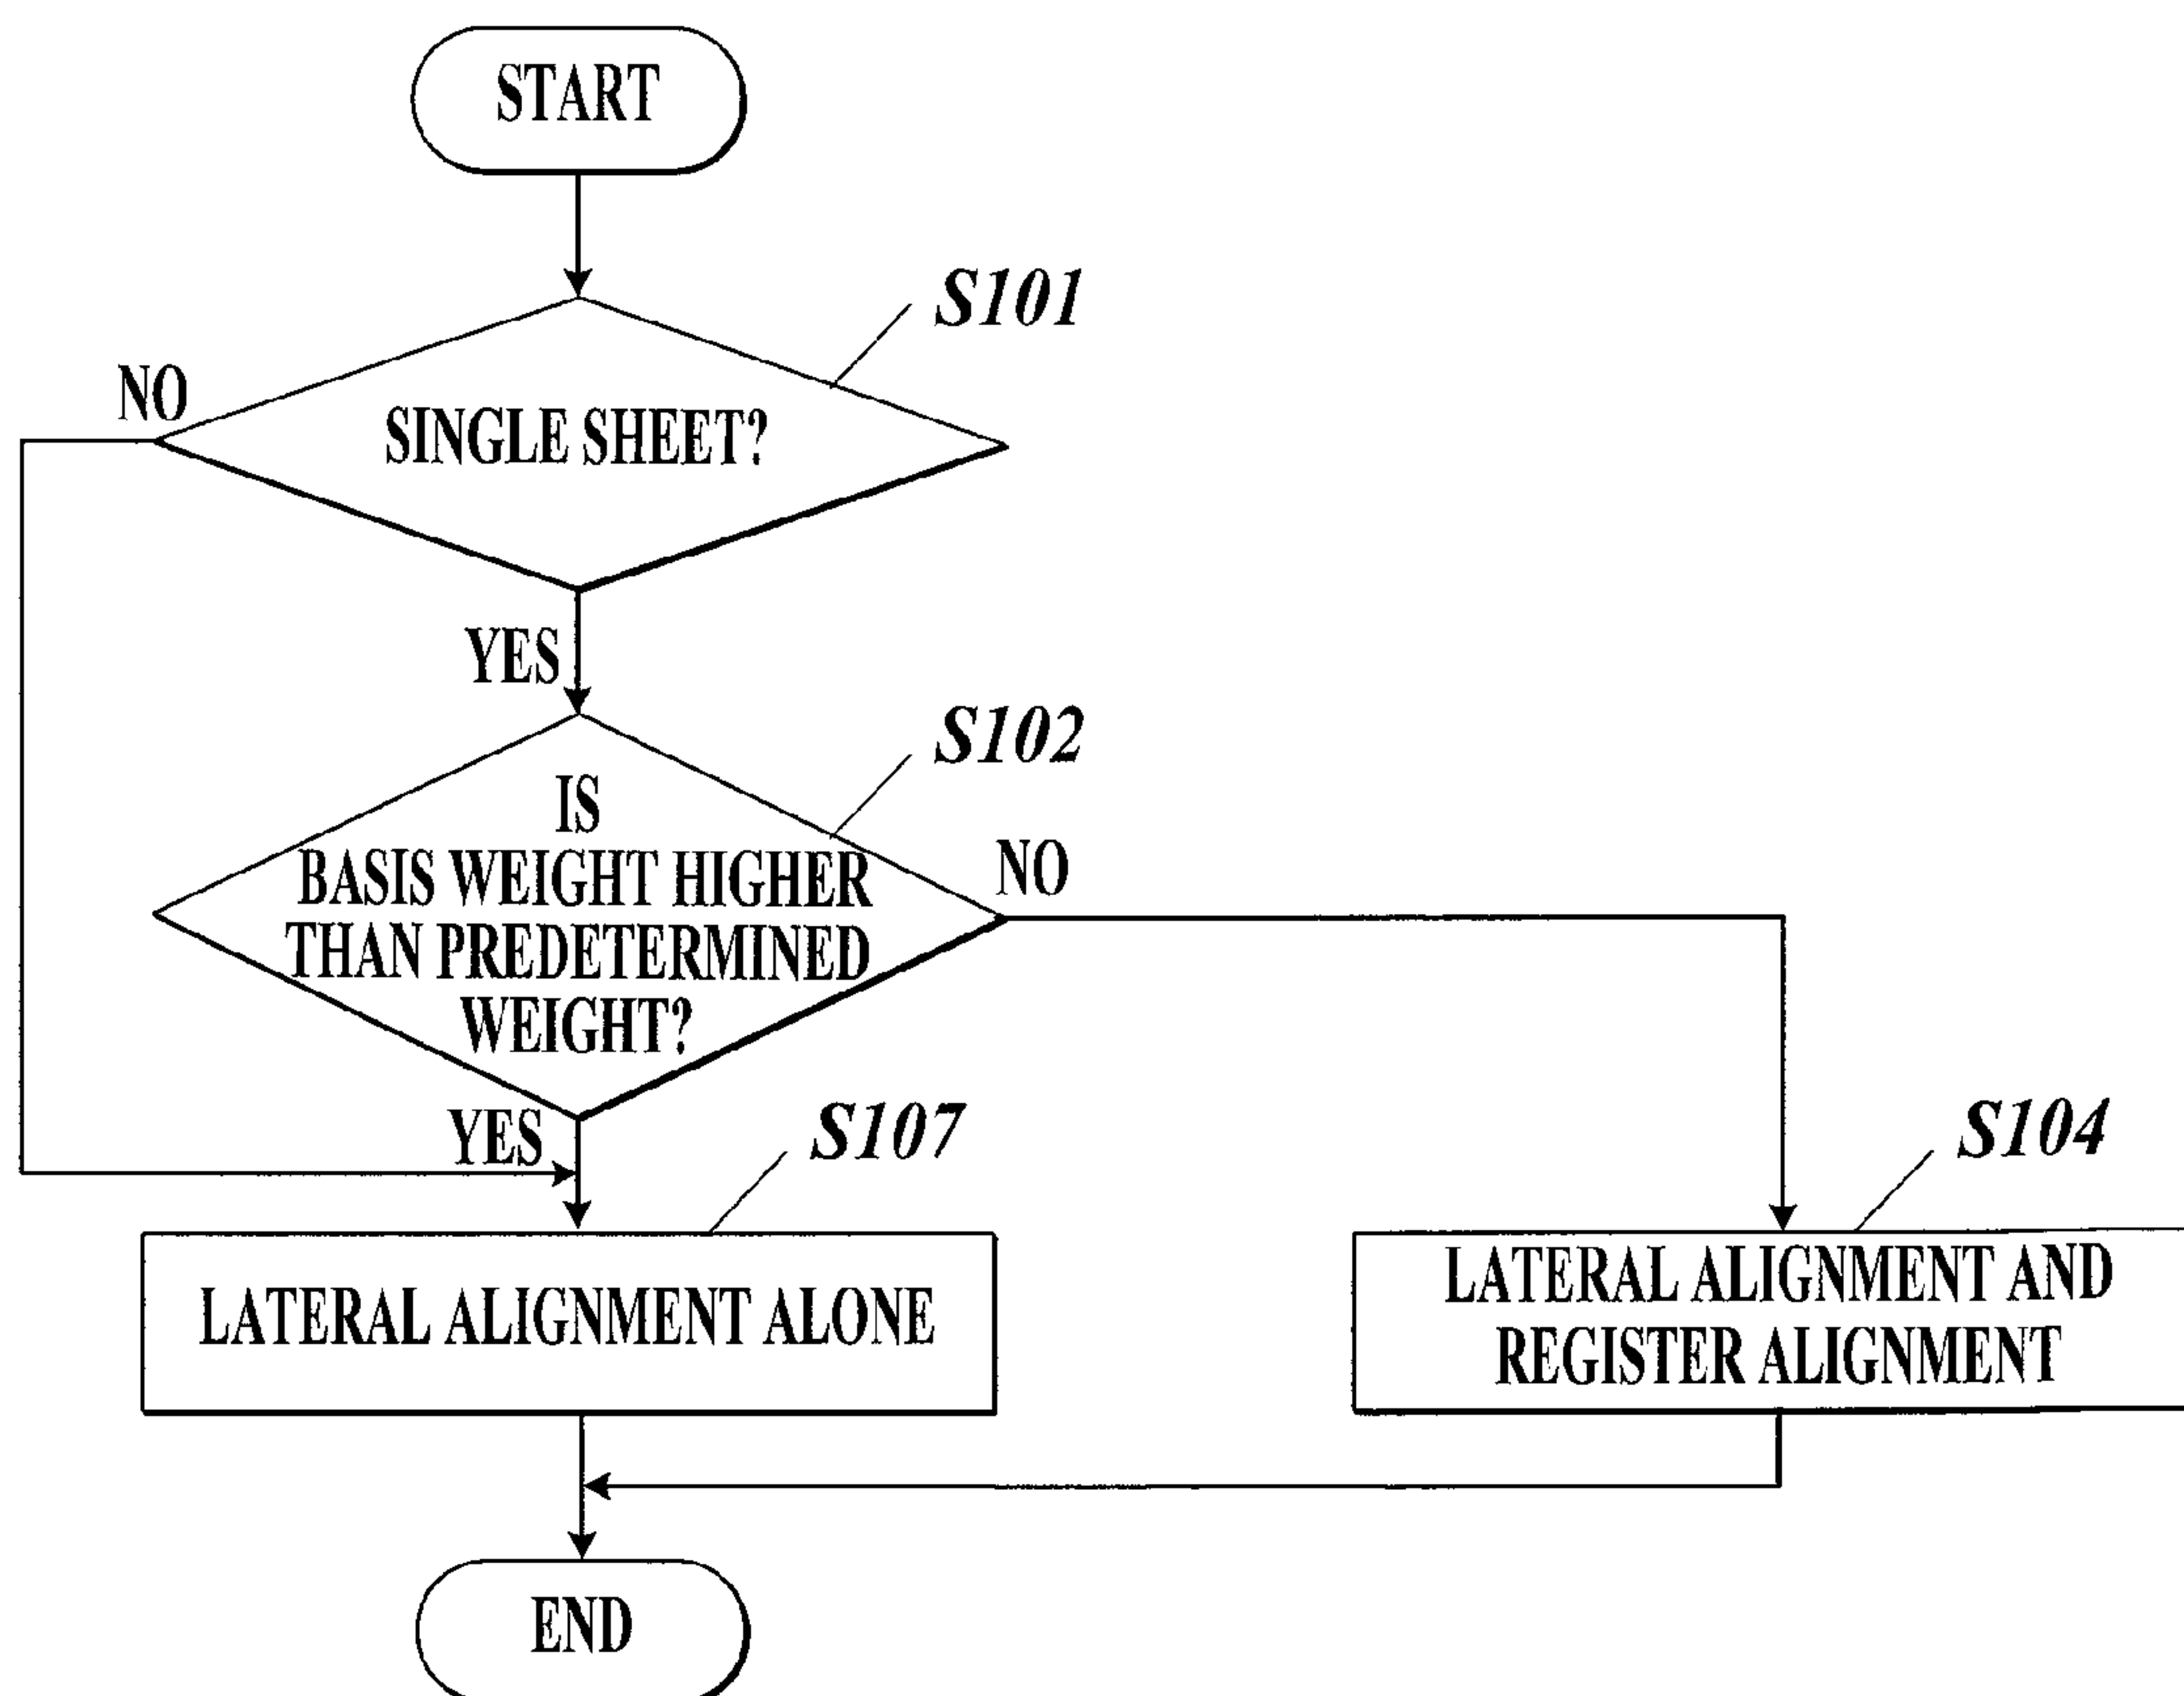 START
S101
NO
SINGLE SHEET?
YES
S102
IS
BASIS WEIGHT HIGHER
THAN PREDETERMINED
WEIGHT?
NO
YES
S107
S104
LATERAL ALIGNMENT ALONE
LATERAL ALIGNMENT AND
REGISTER ALIGNMENT
END